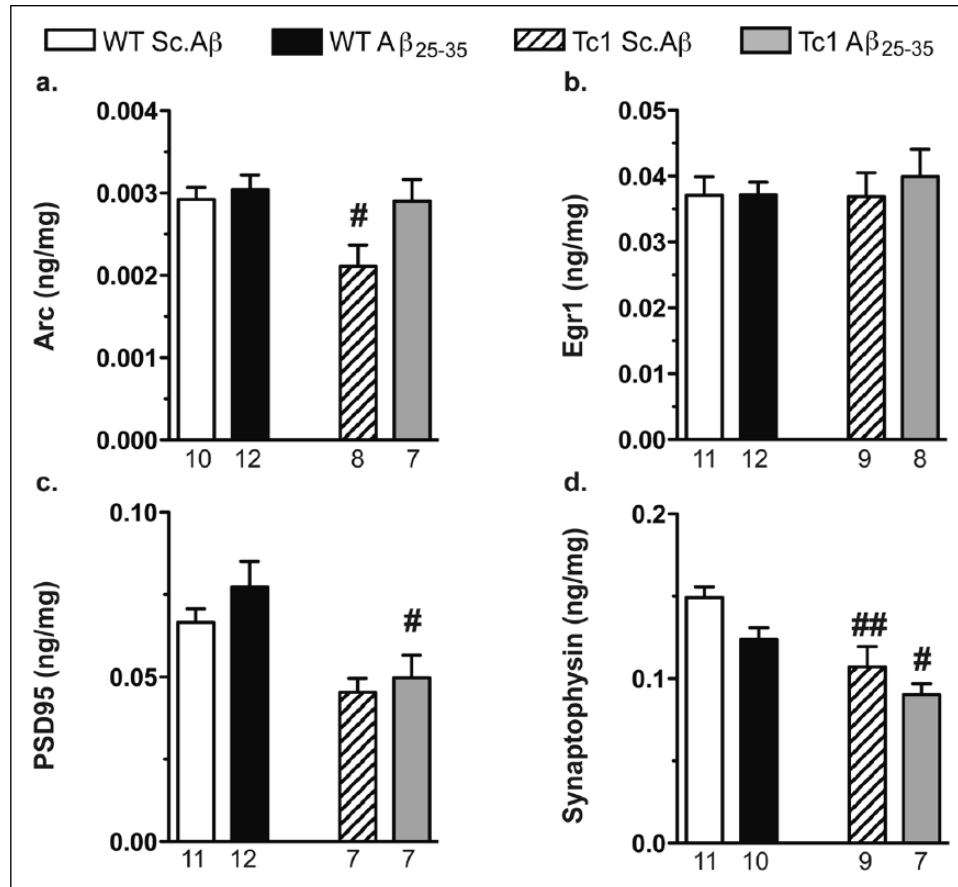 WT Sc.Aβ WT Aβ25-35 Tc1 Sc.Aβ Tc1 Aβ25-35
a.
Arc (ng/mg)
0.004
0.003
0.002
0.001
0.000
#
10 12 8 7
b.
Egr1 (ng/mg)
0.05
0.04
0.03
0.02
0.01
0.00
11 12 9 8
c.
PSD95 (ng/mg)
0.10
0.05
0.00
#
11 12 7 7
d.
Synaptophysin (ng/mg)
0.2
0.1
0.0
##
#
11 10 9 7